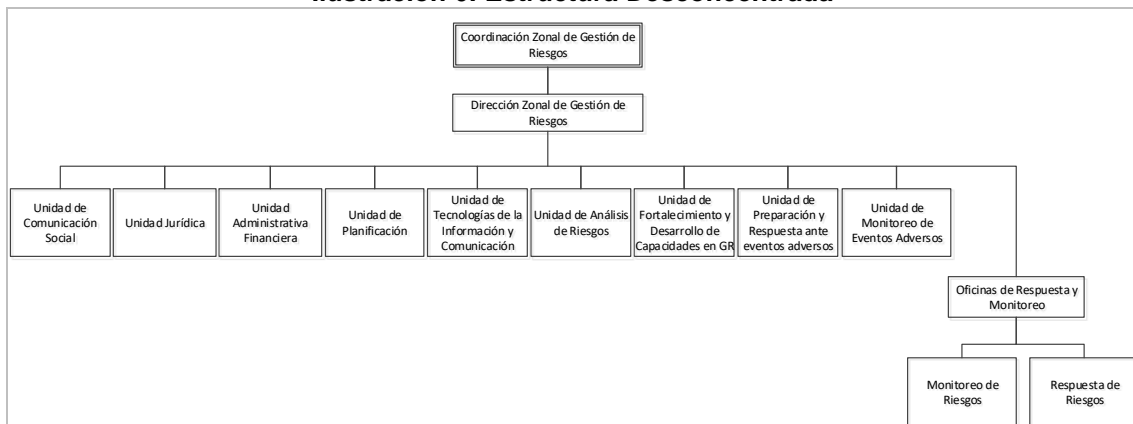 Coordinación Zonal de Gestión de
Riesgos
Dirección Zonal de Gestión de
Riesgos
Unidad de
Comunicación
Social
Unidad Jurídica
Unidad
Administrativa
Financiera
Unidad de
Planificación
Unidad de
Tecnologías de la
Información y
Comunicación
Unidad de Análisis
de Riesgos
Unidad de
Fortalecimiento y
Desarrollo de
Capacidades en GR
Unidad de
Preparación y
Respuesta ante
eventos adversos
Unidad de
Monitoreo de
Eventos Adversos
Oficinas de Respuesta y
Monitoreo
Monitoreo de
Riesgos
Respuesta de
Riesgos